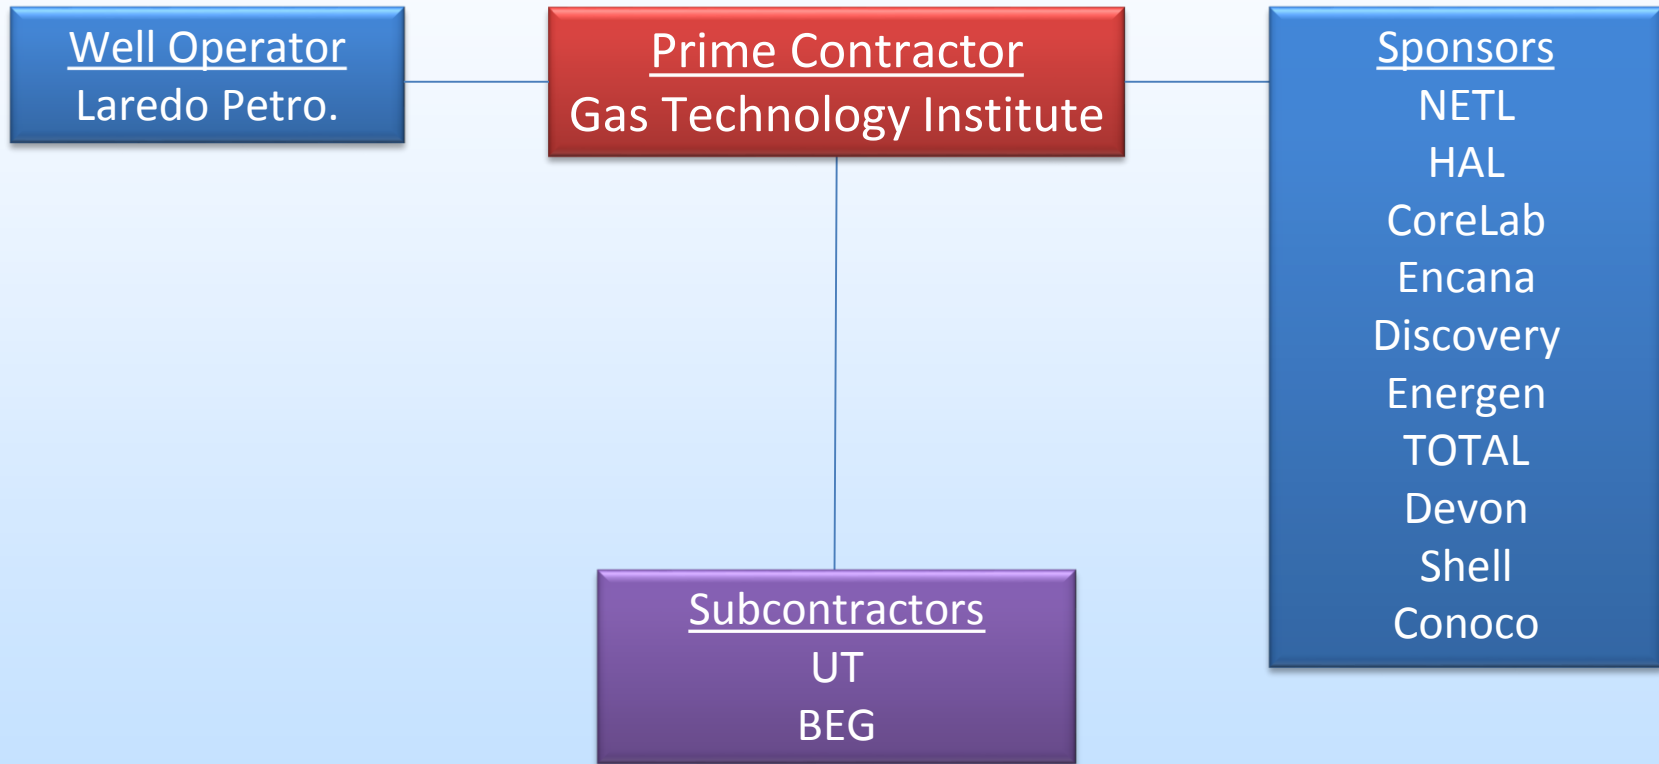 Well Operator
Laredo Petro.
Prime Contractor
Gas Technology Institute
Sponsors
NETL
HAL
CoreLab
Encana
Discovery
Energen
TOTAL
Devon
Shell
Conoco
Subcontractors
UT
BEG